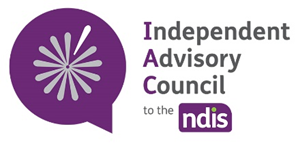 Independent
Advisory
Council
to the ndis